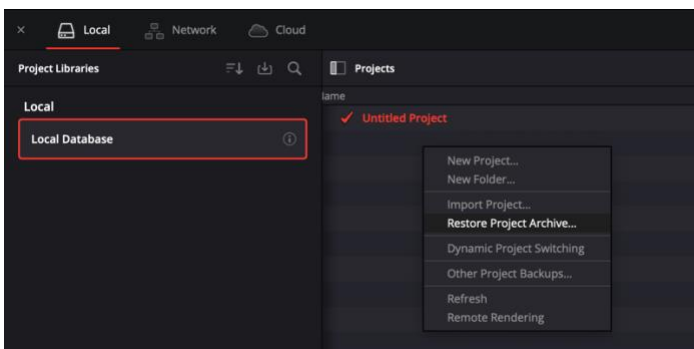 × Local Network Cloud
Project Libraries Projects
lame
Local
Untitled Project
Local Database
New Project...
New Folder...
Import Project...
Restore Project Archive...
Dynamic Project Switching
Other Project Backups...
Refresh
Remote Rendering